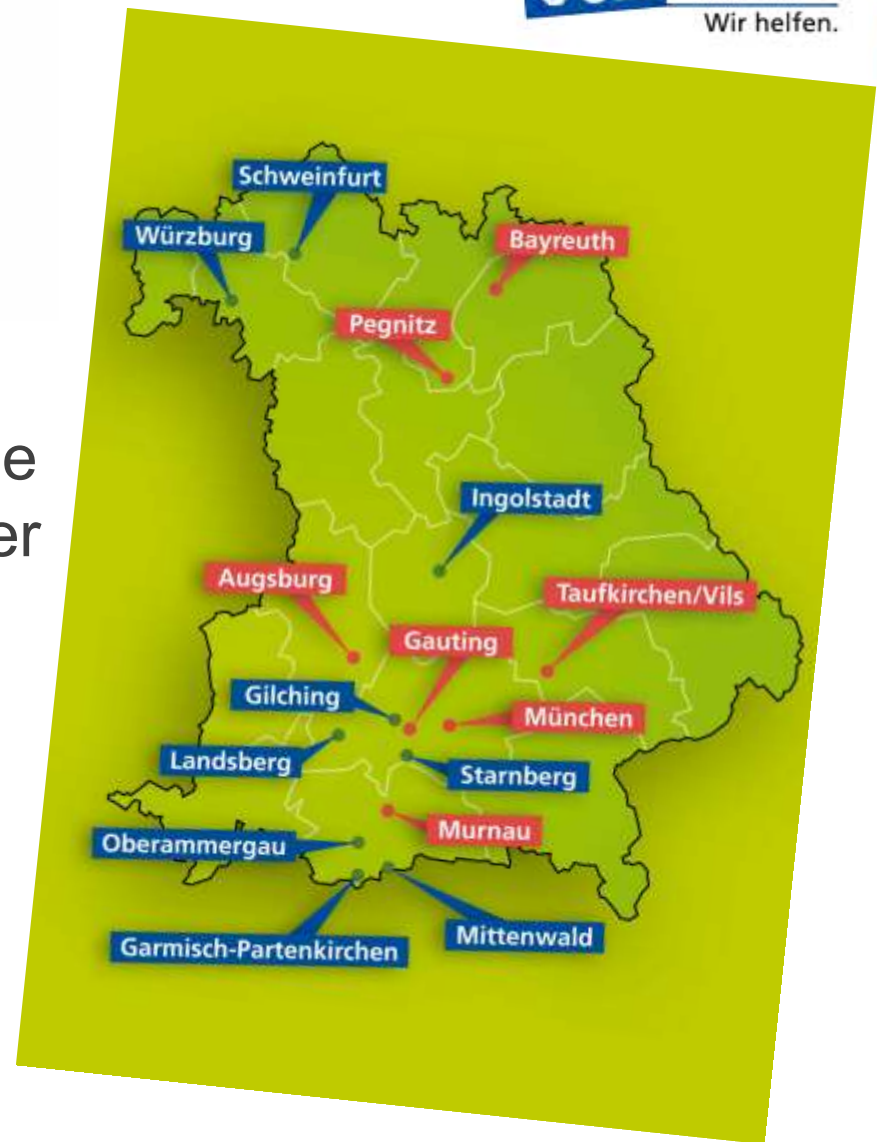 Wir helfen.
Schweinfurt
Würzburg
Bayreuth
Pegnitz
Ingolstadt
Augsburg
Taufkirchen/Vils
Gauting
Gilching
München
Landsberg
Starnberg
Murnau
Oberammergau
Mittenwald
Garmisch-Partenkirchen